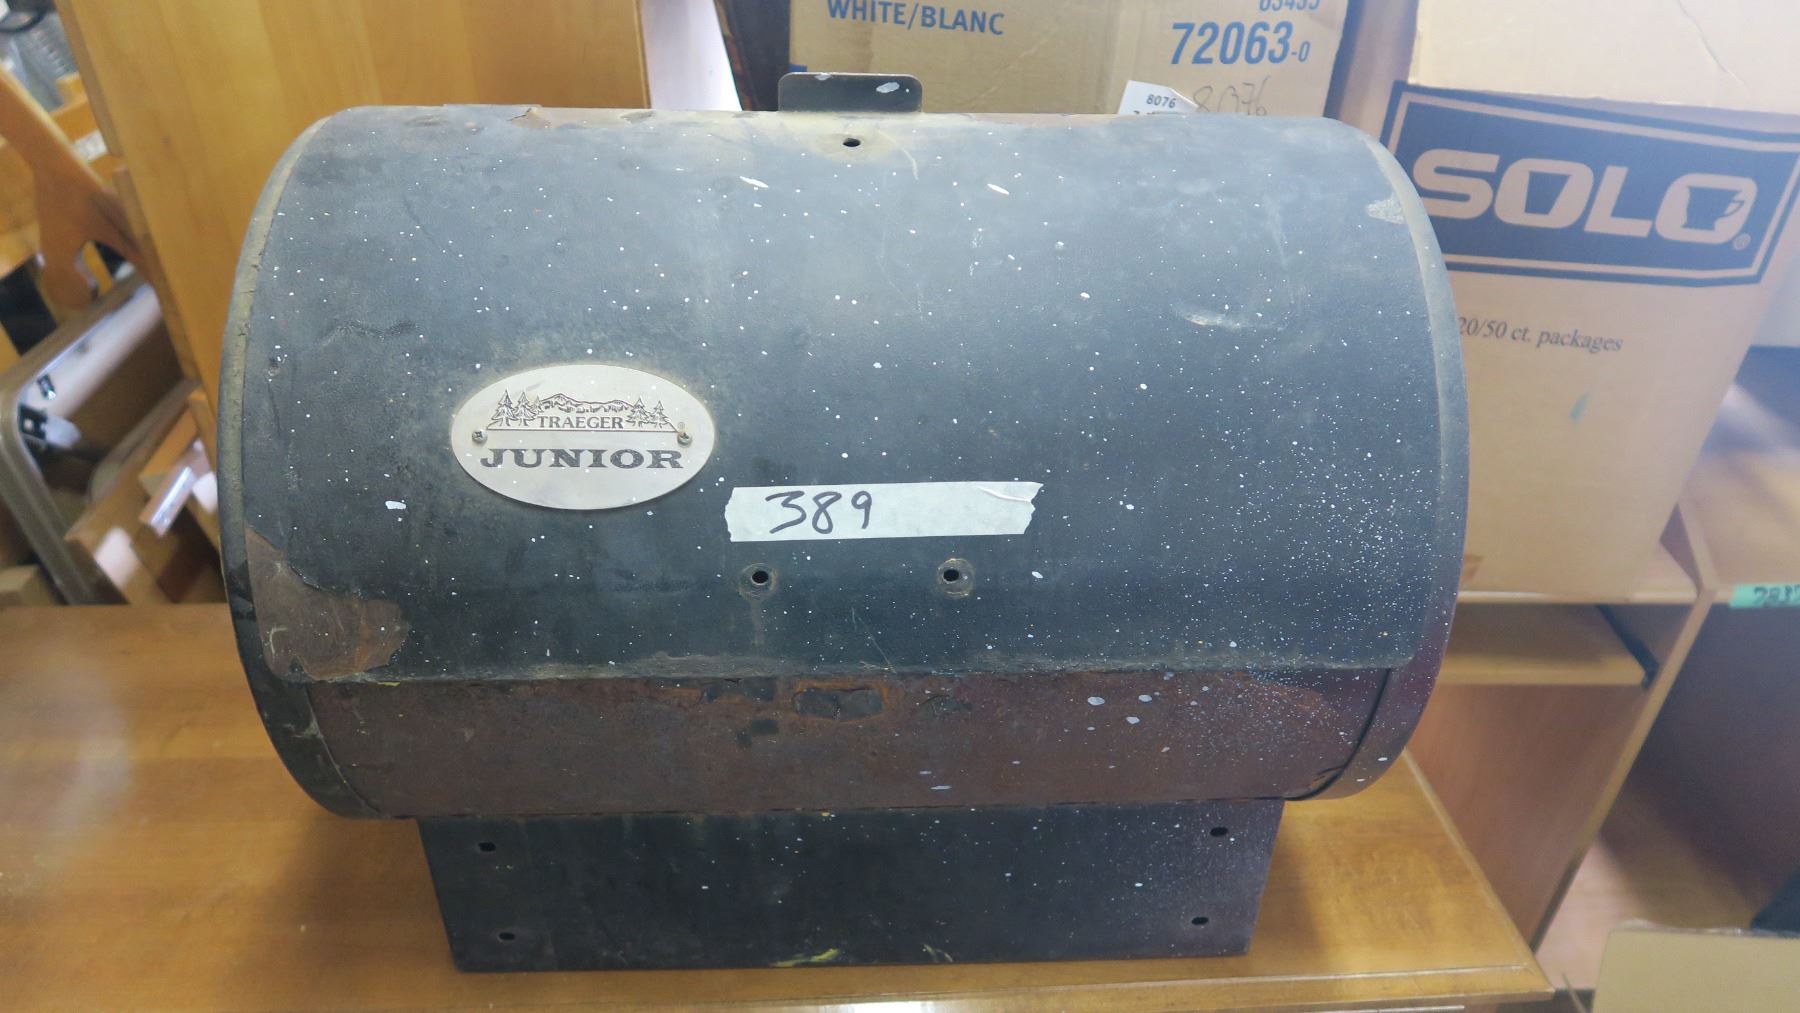 WHITE/BLANC
72063-0
8076
8076
SOLO®
20/50 ct. packages
TRAEGER®
JUNIOR
389